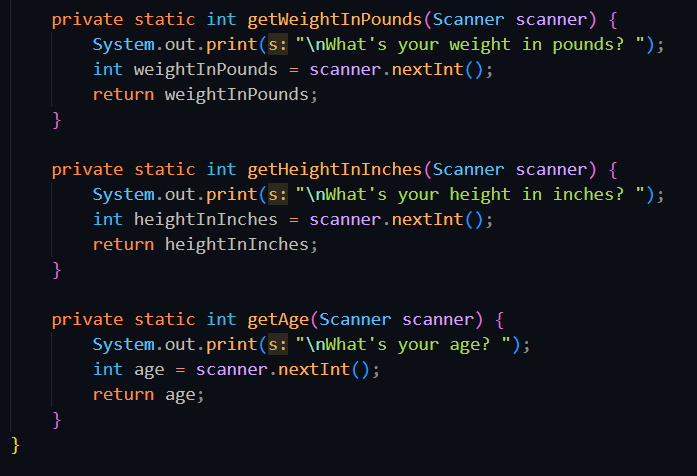 private static int getWeightInPounds(Scanner scanner) {
System.out.print(s: "\nWhat's your weight in pounds? ");
int weightInPounds = scanner.nextInt();
return weightInPounds;
}
private static int getHeightInInches(Scanner scanner) {
System.out.print(s: "\nWhat's your height in inches? ");
int heightInInches = scanner.nextInt();
return heightInInches;
}
private static int getAge(Scanner scanner) {
System.out.print(s: "\nWhat's your age? ");
int age = scanner.nextInt();
return age;
}
}